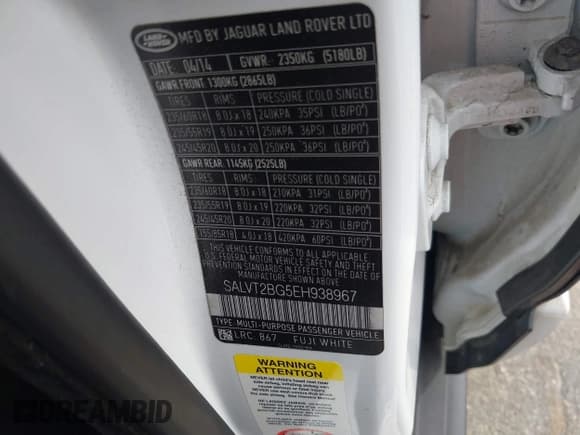 LAND ROVER
MFD BY JAGUAR LAND ROVER LTD
DATE: 04/14 GVWR: 2350KG (5180LB)
GAWR FRONT 1300KG (2865LB)
TIRES RIMS PRESSURE (COLD SINGLE)
235/60R18 8.0J x 18 240KPA 35PSI (LB/PO²)
235/55R19 8.0J x 19 250KPA 36PSI (LB/PO²)
245/45R20 8.0J x 20 250KPA 36PSI (LB/PO²)
GAWR REAR 1145KG (2525LB)
TIRES RIMS PRESSURE (COLD SINGLE)
235/60R18 8.0J x 18 210KPA 31PSI (LB/PO²)
235/55R19 8.0J x 19 220KPA 32PSI (LB/PO²)
245/45R20 8.0J x 20 220KPA 32PSI (LB/PO²)
T155/85R18 4.0J x 18 420KPA 60PSI (LB/PO²)
THIS VEHICLE CONFORMS TO ALL APPLICABLE
U.S. FEDERAL MOTOR VEHICLE SAFETY AND THEFT
PREVENTION STANDARDS IN EFFECT ON THE
DATE OF MANUFACTURE SHOWN ABOVE
SALVT2BG5EH938967
TYPE: MULTI-PURPOSE PASSENGER VEHICLE
LRC: 867 FUJI WHITE
WARNING
ATTENTION
STREAMBID